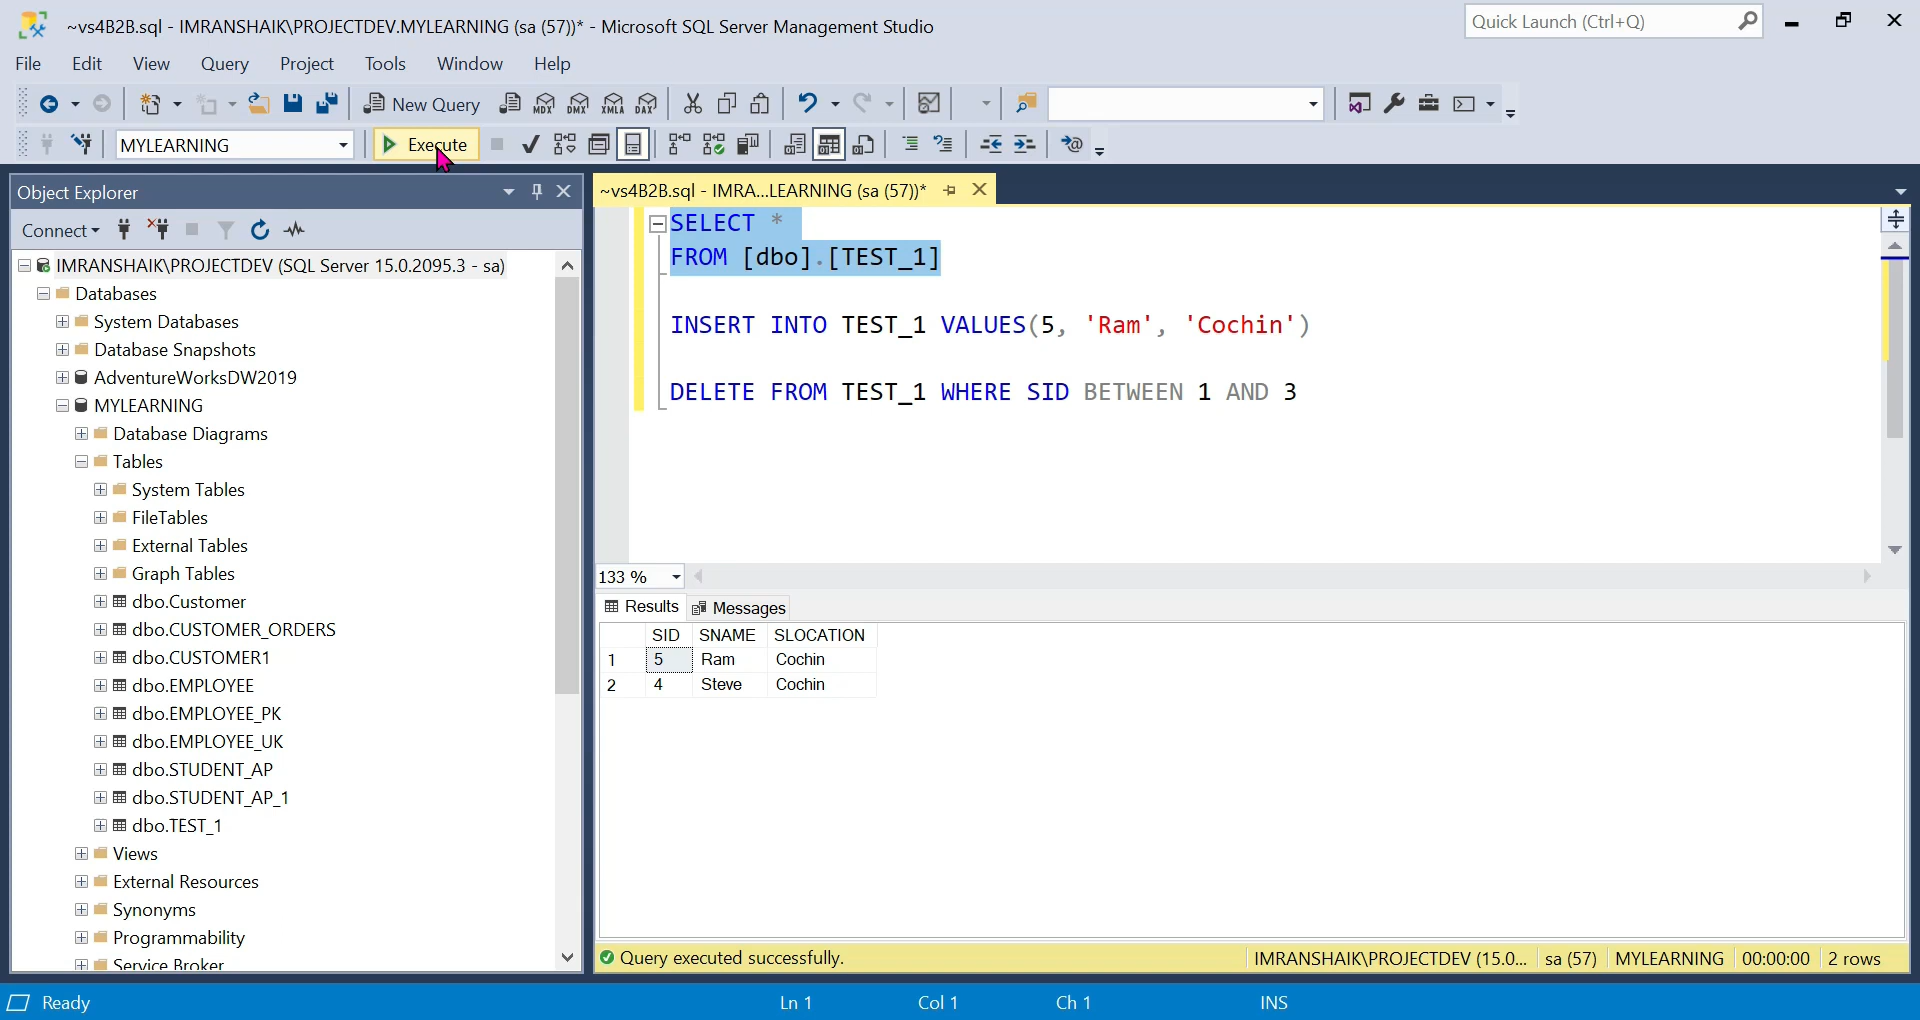 ~vs4B2B.sql - IMRANSHAIK\PROJECTDEV.MYLEARNING (sa (57))* - Microsoft SQL Server Management Studio
Quick Launch (Ctrl+Q)
File Edit View Query Project Tools Window Help
New Query MDX DMX XMLA DAX
MYLEARNING Execute
Object Explorer
~vs4B2B.sql - IMRA...LEARNING (sa (57))*
Connect
IMRANSHAIK\PROJECTDEV (SQL Server 15.0.2095.3 - sa)
Databases
System Databases
Database Snapshots
AdventureWorksDW2019
MYLEARNING
Database Diagrams
Tables
System Tables
FileTables
External Tables
Graph Tables
dbo.Customer
dbo.CUSTOMER_ORDERS
dbo.CUSTOMER1
dbo.EMPLOYEE
dbo.EMPLOYEE_PK
dbo.EMPLOYEE_UK
dbo.STUDENT_AP
dbo.STUDENT_AP_1
dbo.TEST_1
Views
External Resources
Synonyms
Programmability
Service Broker
SELECT *
FROM [dbo].[TEST_1]
INSERT INTO TEST_1 VALUES(5, 'Ram', 'Cochin')
DELETE FROM TEST_1 WHERE SID BETWEEN 1 AND 3
133 %
Results Messages
SID SNAME SLOCATION
1 5 Ram Cochin
2 4 Steve Cochin
Query executed successfully. IMRANSHAIK\PROJECTDEV (15.0... sa (57) MYLEARNING 00:00:00 2 rows
Ready Ln 1 Col 1 Ch 1 INS